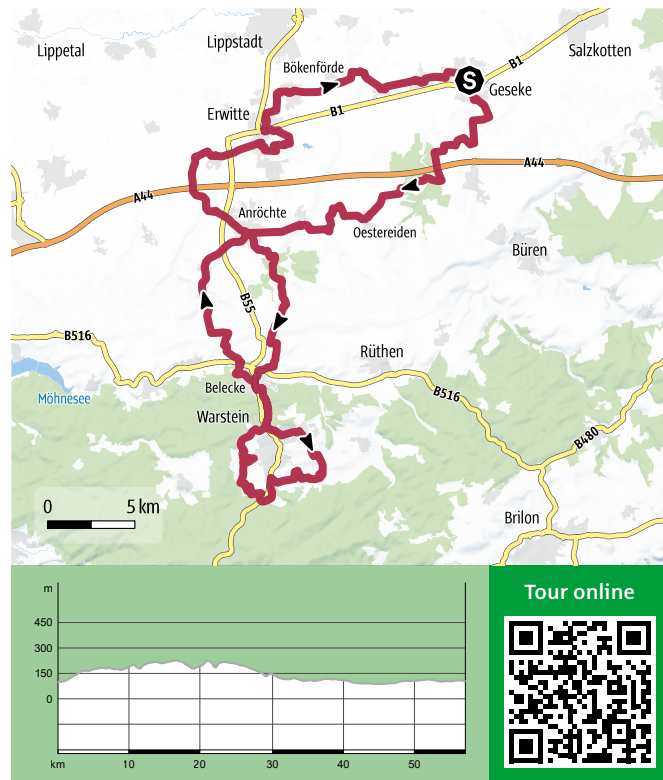 Lippetal
Lippstadt
Salzkotten
B1
Bökenförde
S
Geseke
Erwitte
B1
A44
A44
Anröchte
Oestereiden
Büren
B55
B516
Rüthen
Möhnesee
Belecke
B516
Warstein
B480
0 5 km
Brilon
m
450
300
150
0
km 10 20 30 40 50
Tour online